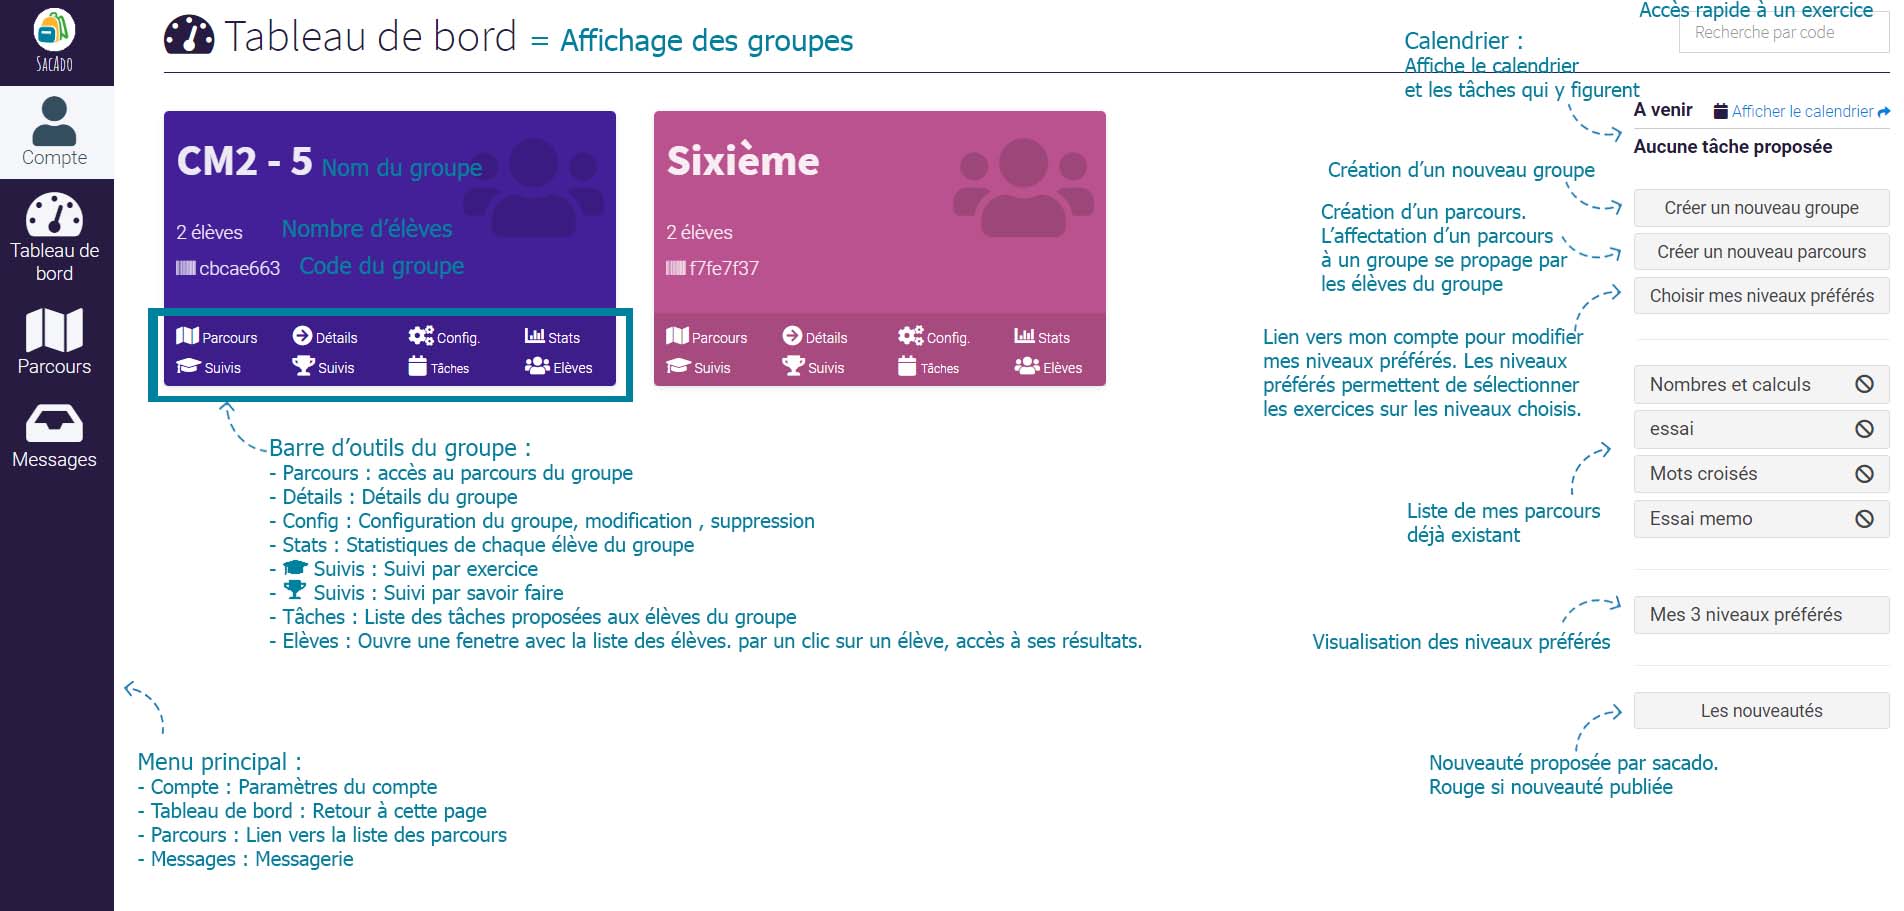 SACADO
Compte
Tableau de
bord
Parcours
Messages
Tableau de bord = Affichage des groupes
CM2 - 5 Nom du groupe
2 élèves Nombre d'élèves
cbcae663 Code du groupe
Parcours Détails Config. Stats
Suivis Suivis Tâches Elèves
Sixième
2 élèves
f7fe7f37
Parcours Détails Config. Stats
Suivis Suivis Tâches Elèves
Barre d'outils du groupe :
- Parcours : accès au parcours du groupe
- Détails : Détails du groupe
- Config : Configuration du groupe, modification , suppression
- Stats : Statistiques de chaque élève du groupe
- Suivis : Suivi par exercice
- Suivis : Suivi par savoir faire
- Tâches : Liste des tâches proposées aux élèves du groupe
- Elèves : Ouvre une fenetre avec la liste des élèves. par un clic sur un élève, accès à ses résultats.
Menu principal :
- Compte : Paramètres du compte
- Tableau de bord : Retour à cette page
- Parcours : Lien vers la liste des parcours
- Messages : Messagerie
Accès rapide à un exercice
Recherche par code
Calendrier :
Affiche le calendrier
et les tâches qui y figurent
A venir Afficher le calendrier
Aucune tâche proposée
Création d'un nouveau groupe
Créer un nouveau groupe
Création d'un parcours.
L'affectation d'un parcours
à un groupe se propage par
les élèves du groupe
Créer un nouveau parcours
Choisir mes niveaux préférés
Lien vers mon compte pour modifier
mes niveaux préférés. Les niveaux
préférés permettent de sélectionner
les exercices sur les niveaux choisis.
Nombres et calculs
essai
Mots croisés
Essai memo
Liste de mes parcours
déjà existant
Mes 3 niveaux préférés
Visualisation des niveaux préférés
Les nouveautés
Nouveauté proposée par sacado.
Rouge si nouveauté publiée